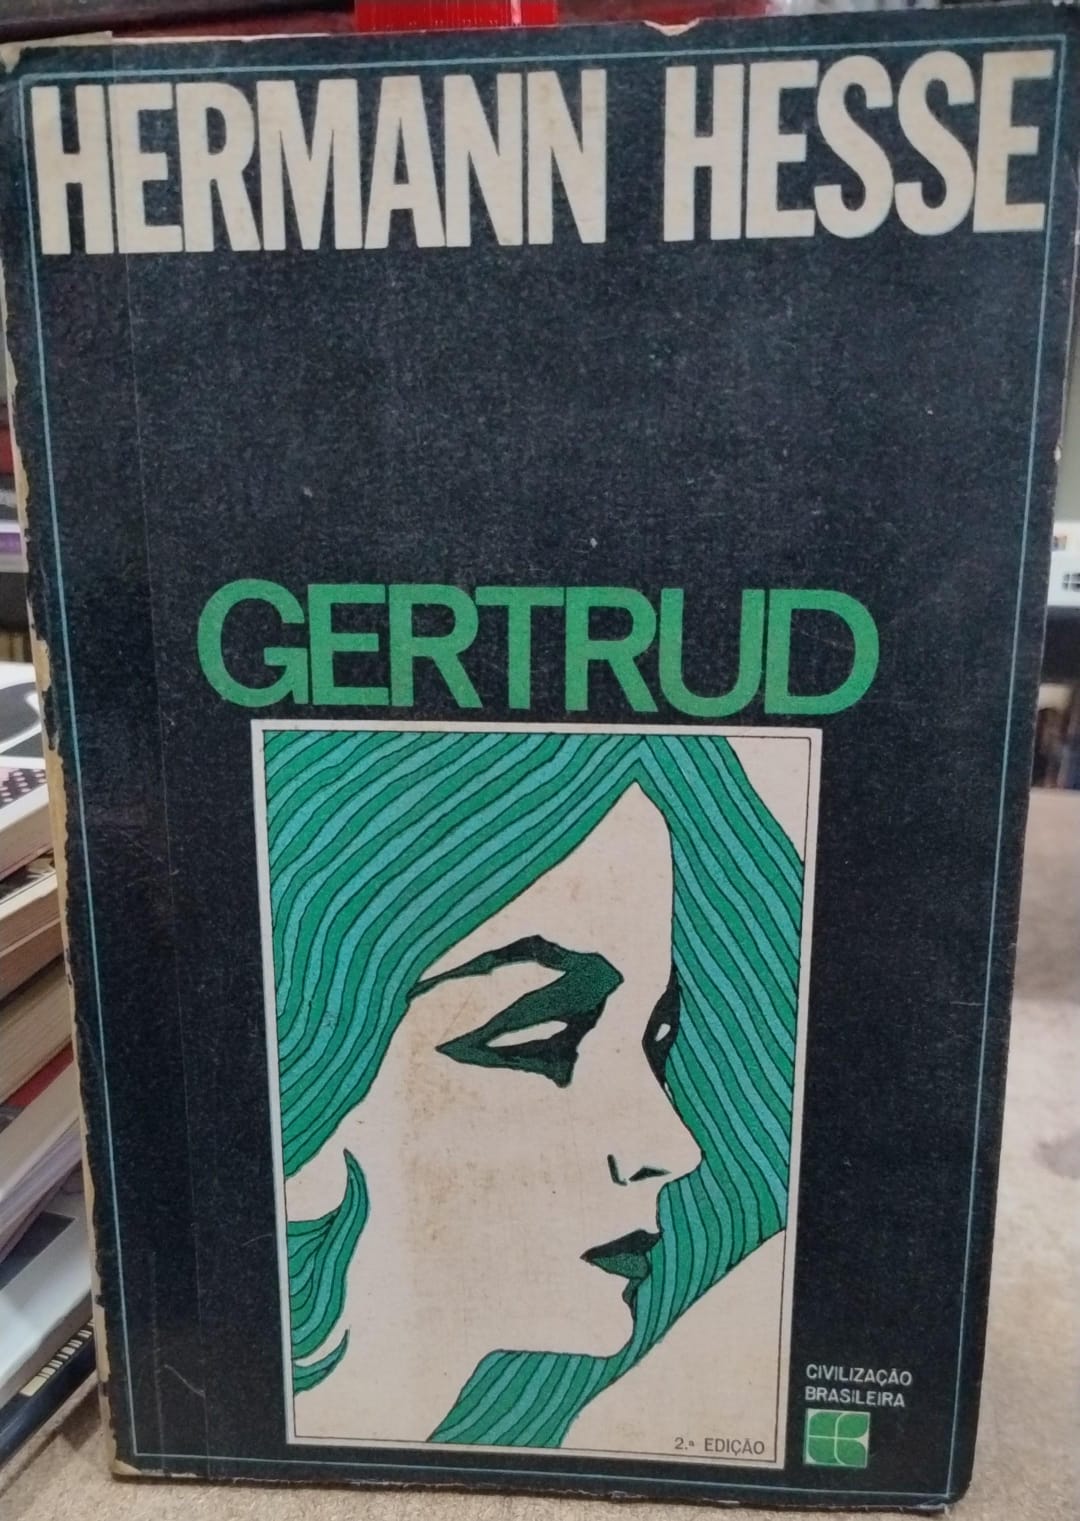 HERMANN HESSE
GERTRUD
2.ª EDIÇÃO
CIVILIZAÇÃO
BRASILEIRA